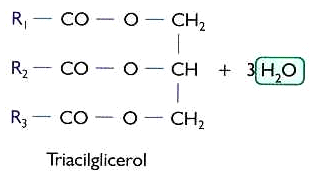 R₁ — CO — O — CH₂
R₂ — CO — O — CH + 3 H₂O
R₃ — CO — O — CH₂
Triacilglicerol